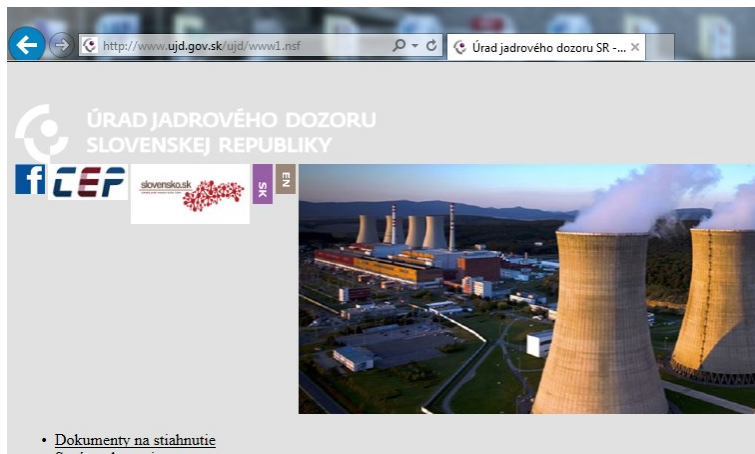 http://www.ujd.gov.sk/ujd/www1.nsf
Úrad jadrového dozoru SR -...
ÚRAD JADROVÉHO DOZORU
SLOVENSKEJ REPUBLIKY
f CEP slovensko.sk SK EN
• Dokumenty na stiahnutie